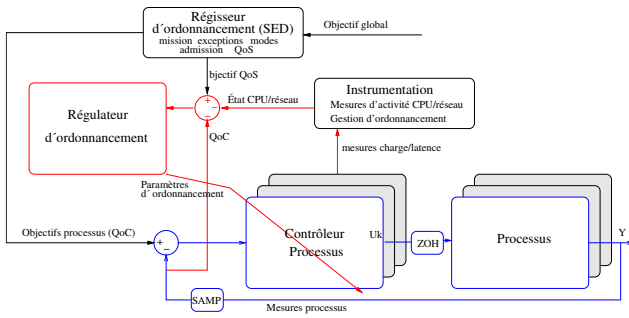 Régisseur
d'ordonnancement (SED)
mission exceptions modes
admission QoS
Objectif global
bjectif QoS
Instrumentation
Mesures d'activité CPU/réseau
Gestion d'ordonnancement
État CPU/réseau
Régulateur
d'ordonnancement
+
−
−
QoC
mesures charge/latence
Paramètres
d'ordonnancement
Objectifs processus (QoC)
+
−
Contrôleur
Processus
Uk
ZOH
Processus
Y
SAMP
Mesures processus